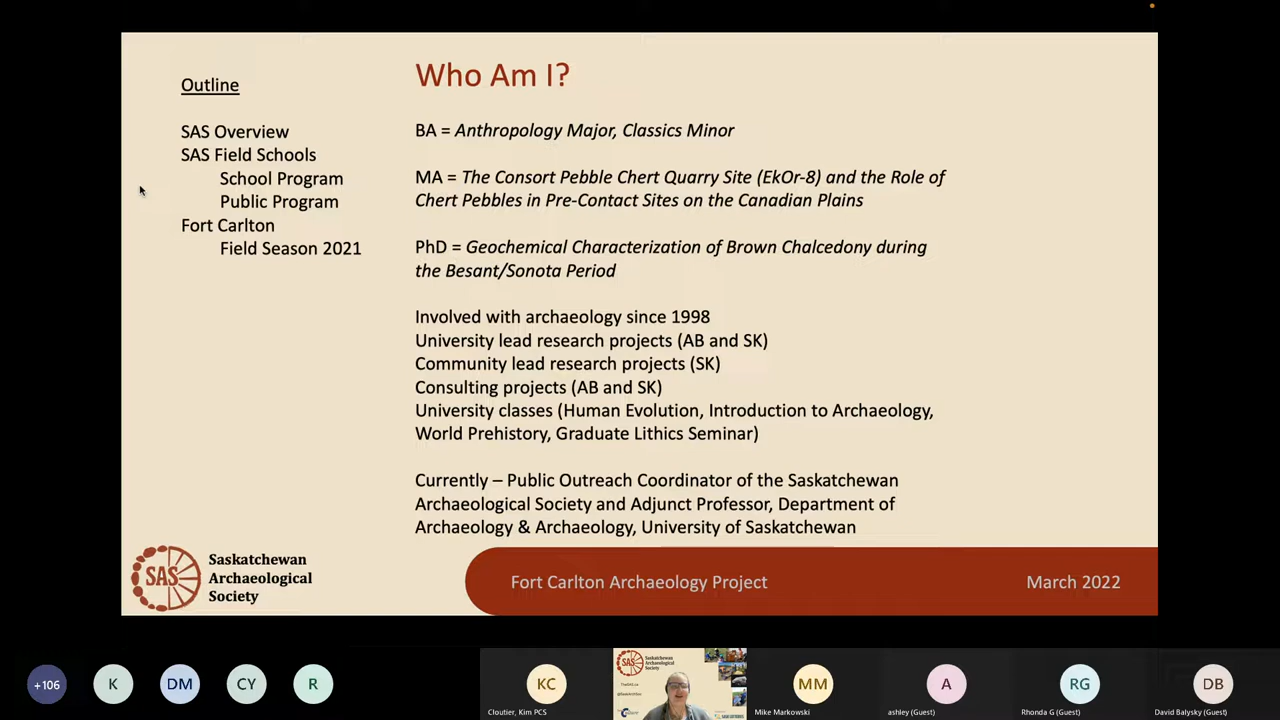 Outline
SAS Overview
SAS Field Schools
School Program
Public Program
Fort Carlton
Field Season 2021
Who Am I?
BA = Anthropology Major, Classics Minor
MA = The Consort Pebble Chert Quarry Site (EkOr-8) and the Role of
Chert Pebbles in Pre-Contact Sites on the Canadian Plains
PhD = Geochemical Characterization of Brown Chalcedony during
the Besant/Sonota Period
Involved with archaeology since 1998
University lead research projects (AB and SK)
Community lead research projects (SK)
Consulting projects (AB and SK)
University classes (Human Evolution, Introduction to Archaeology,
World Prehistory, Graduate Lithics Seminar)
Currently – Public Outreach Coordinator of the Saskatchewan
Archaeological Society and Adjunct Professor, Department of
Archaeology & Archaeology, University of Saskatchewan
SAS
Saskatchewan
Archaeological
Society
Fort Carlton Archaeology Project
March 2022
+106
K
DM
CY
R
KC
Cloutier, Kim PCS
SAS
Saskatchewan
Archaeological
Society
MM
Mike Markowski
A
ashley (Guest)
RG
Rhonda G (Guest)
DB
David Balysky (Guest)